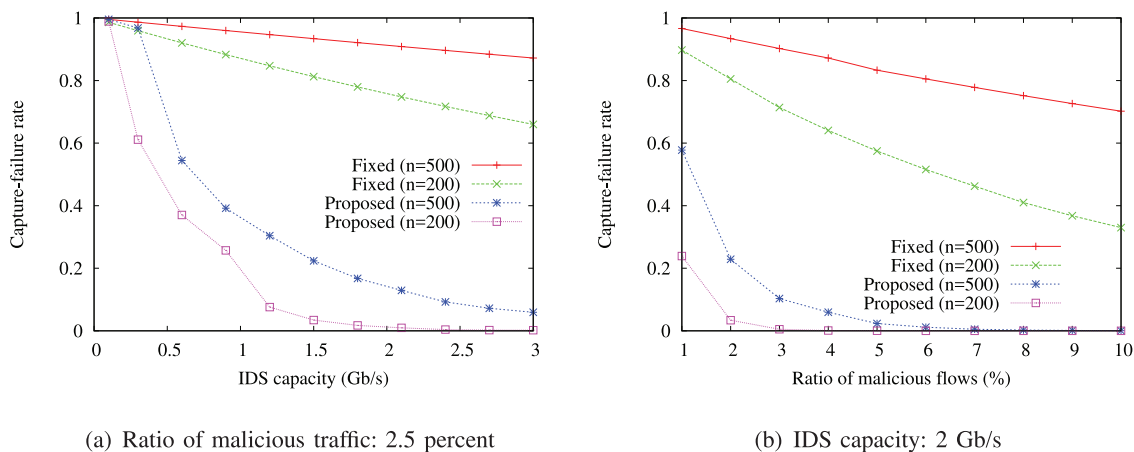 1
0.8
0.6
0.4
0.2
0
Capture-failure rate
0 0.5 1 1.5 2 2.5 3
IDS capacity (Gb/s)
Fixed (n=500)
Fixed (n=200)
Proposed (n=500)
Proposed (n=200)
(a) Ratio of malicious traffic: 2.5 percent
1
0.8
0.6
0.4
0.2
0
Capture-failure rate
1 2 3 4 5 6 7 8 9 10
Ratio of malicious flows (%)
Fixed (n=500)
Fixed (n=200)
Proposed (n=500)
Proposed (n=200)
(b) IDS capacity: 2 Gb/s